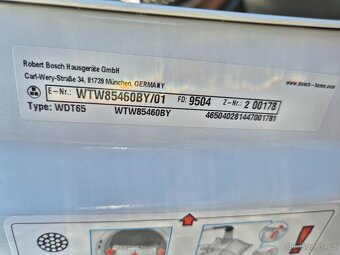 Robert Bosch Hausgeräte GmbH
Carl-Wery-Straße 34, 81739 München, GERMANY
www.bosch-home.com
E-Nr.: WTW85460BY/01 FD: 9504 Z-Nr.: 2 00178
Type: WDT65 WTW85460BY 465040281447001781